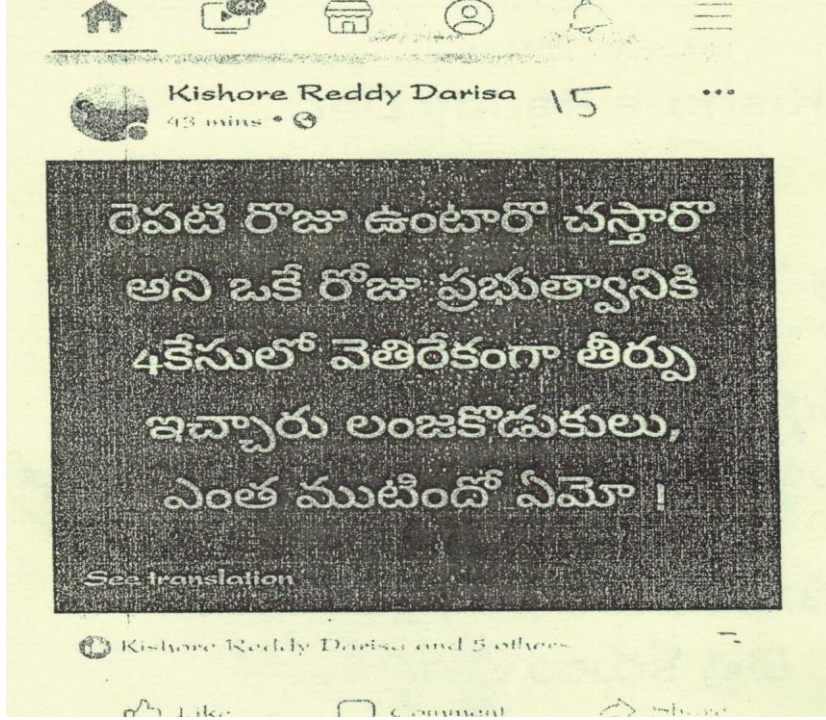 Kishore Reddy Darisa 15
43 mins •
రెపటి రొజు ఉంటారొ చస్తారొ
అని ఒకే రోజు ప్రభుత్వానికి
4కేసులో వెతిరేకంగా తీర్పు
ఇచ్చారు లంజకొడుకులు,
ఎంత ముటిందో ఏమో !
See translation
Kishore Reddy Darisa and 5 others
Like Comment Share